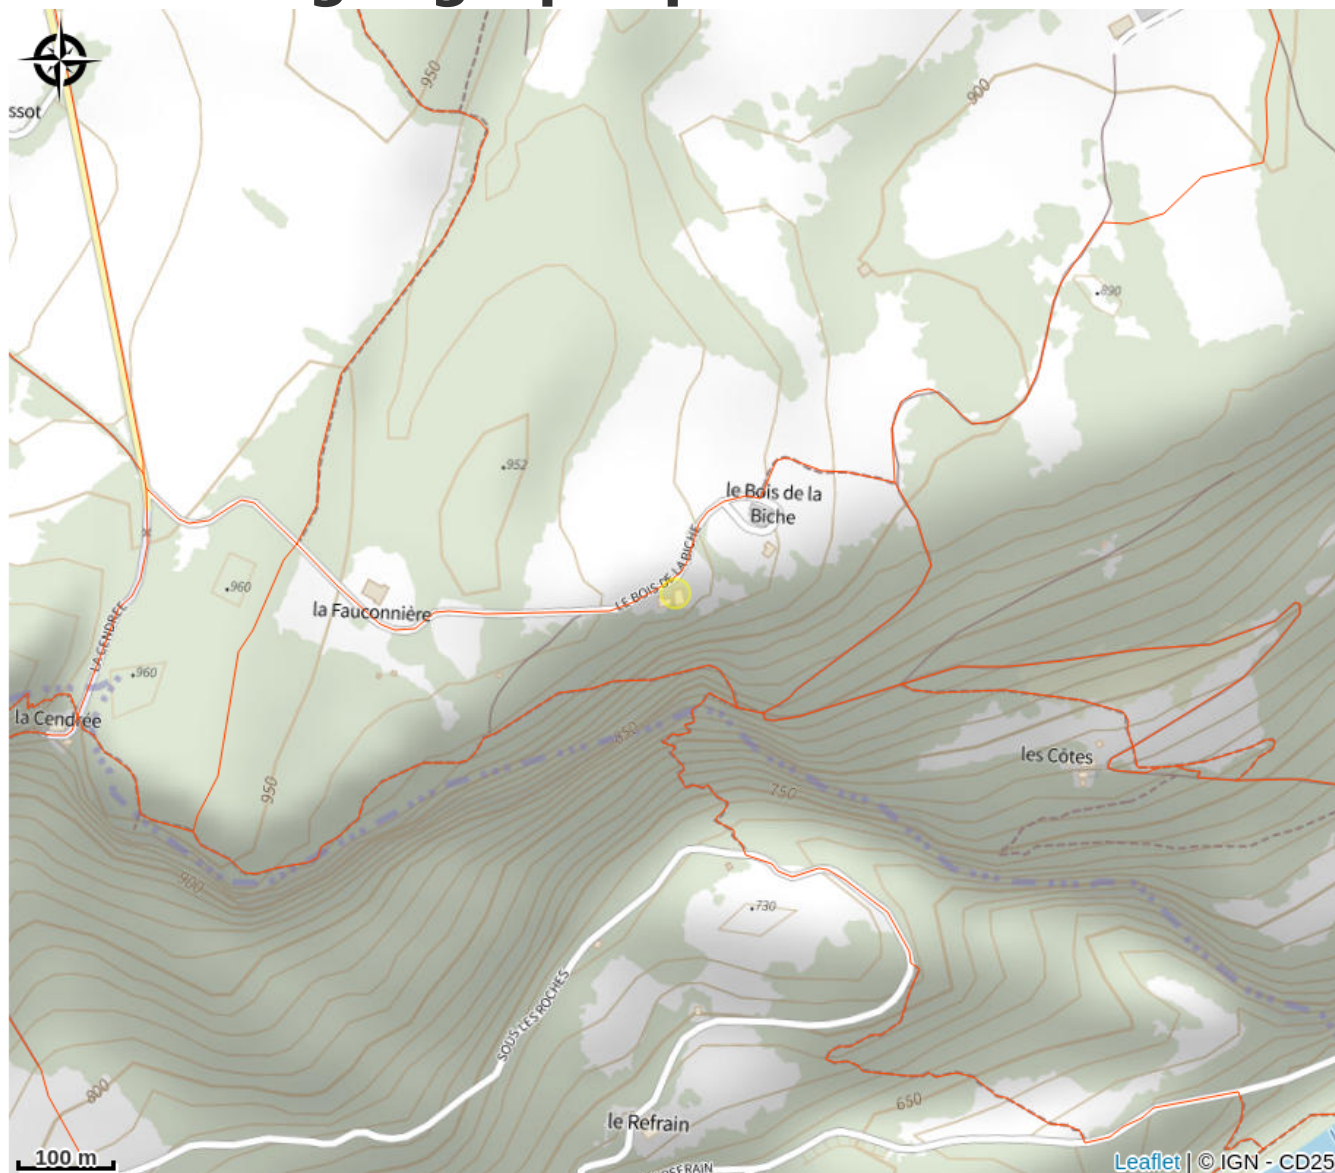 950
900
ssot
890
952
le Bois de la
Biche
LE BOIS DE LA BICHE
960
la Fauconnière
LA CENDREE
960
la Cendrée
850
les Côtes
950
750
900
730
SOUS LES ROCHES
800
650
le Refrain
100 m
Leaflet | © IGN - CD25